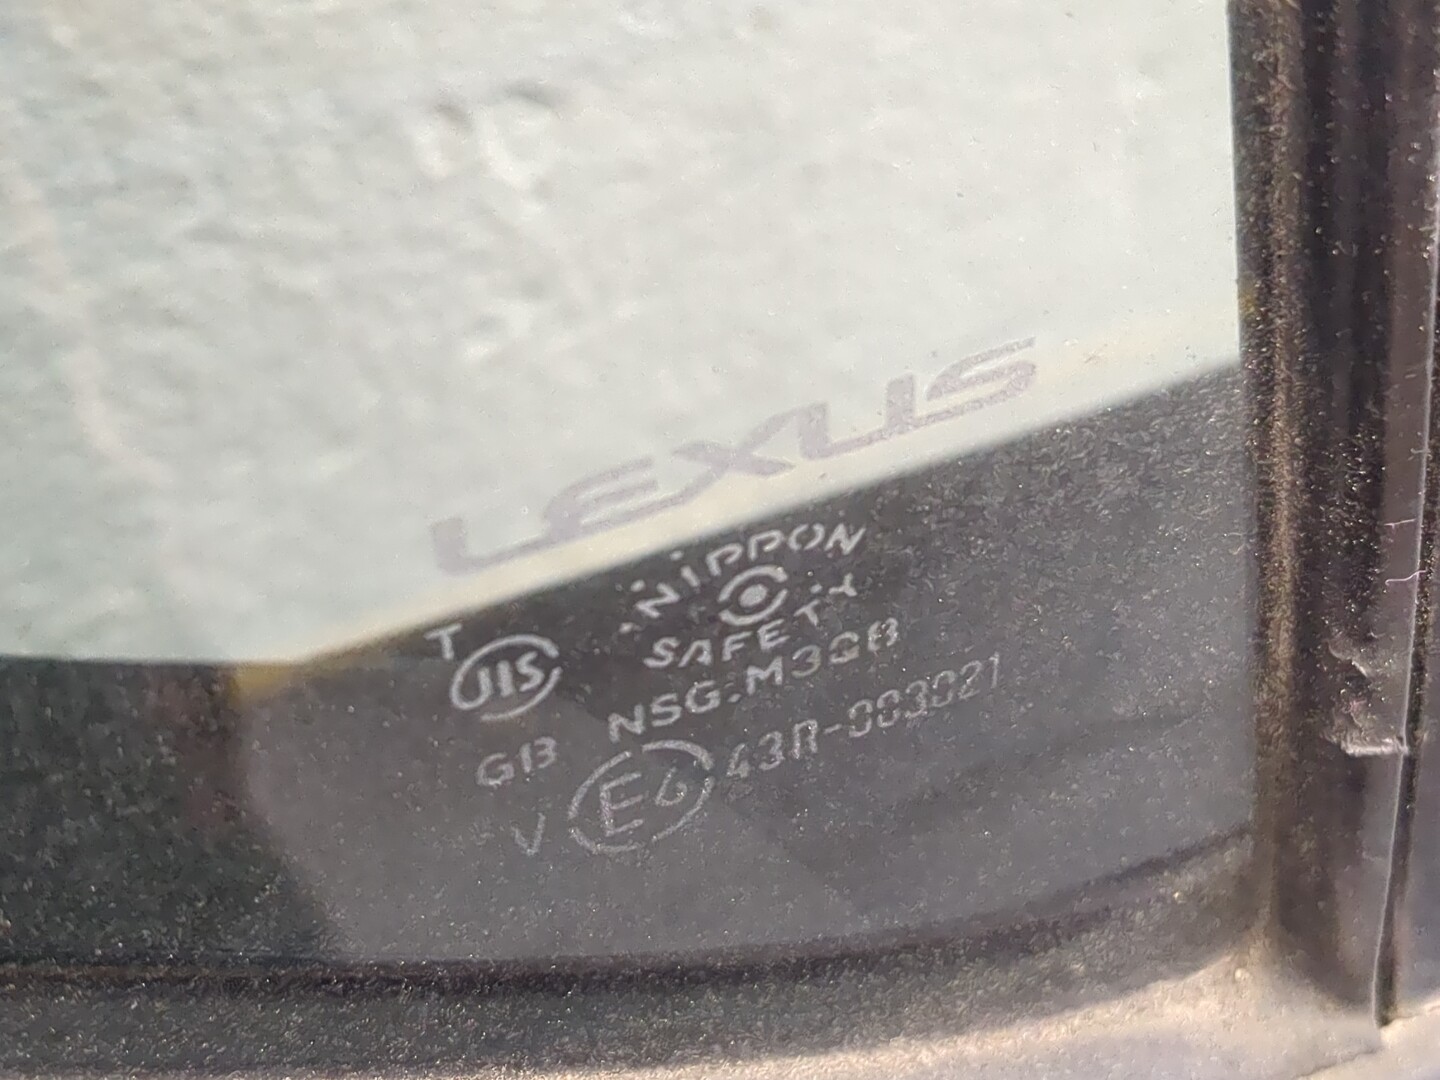 LEXUS
NIPPON
SAFETY
T
JIS
NSG.M3GB
GB
E6 43R-003021
V